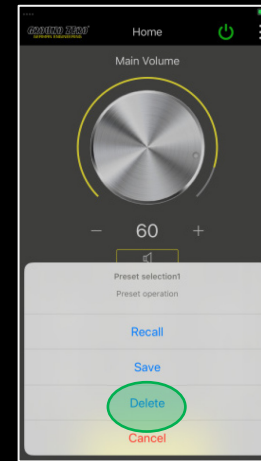 GROUND ZERO
Home
Main Volume
− 60 +
Preset selection1
Preset operation
Recall
Save
Delete
Cancel